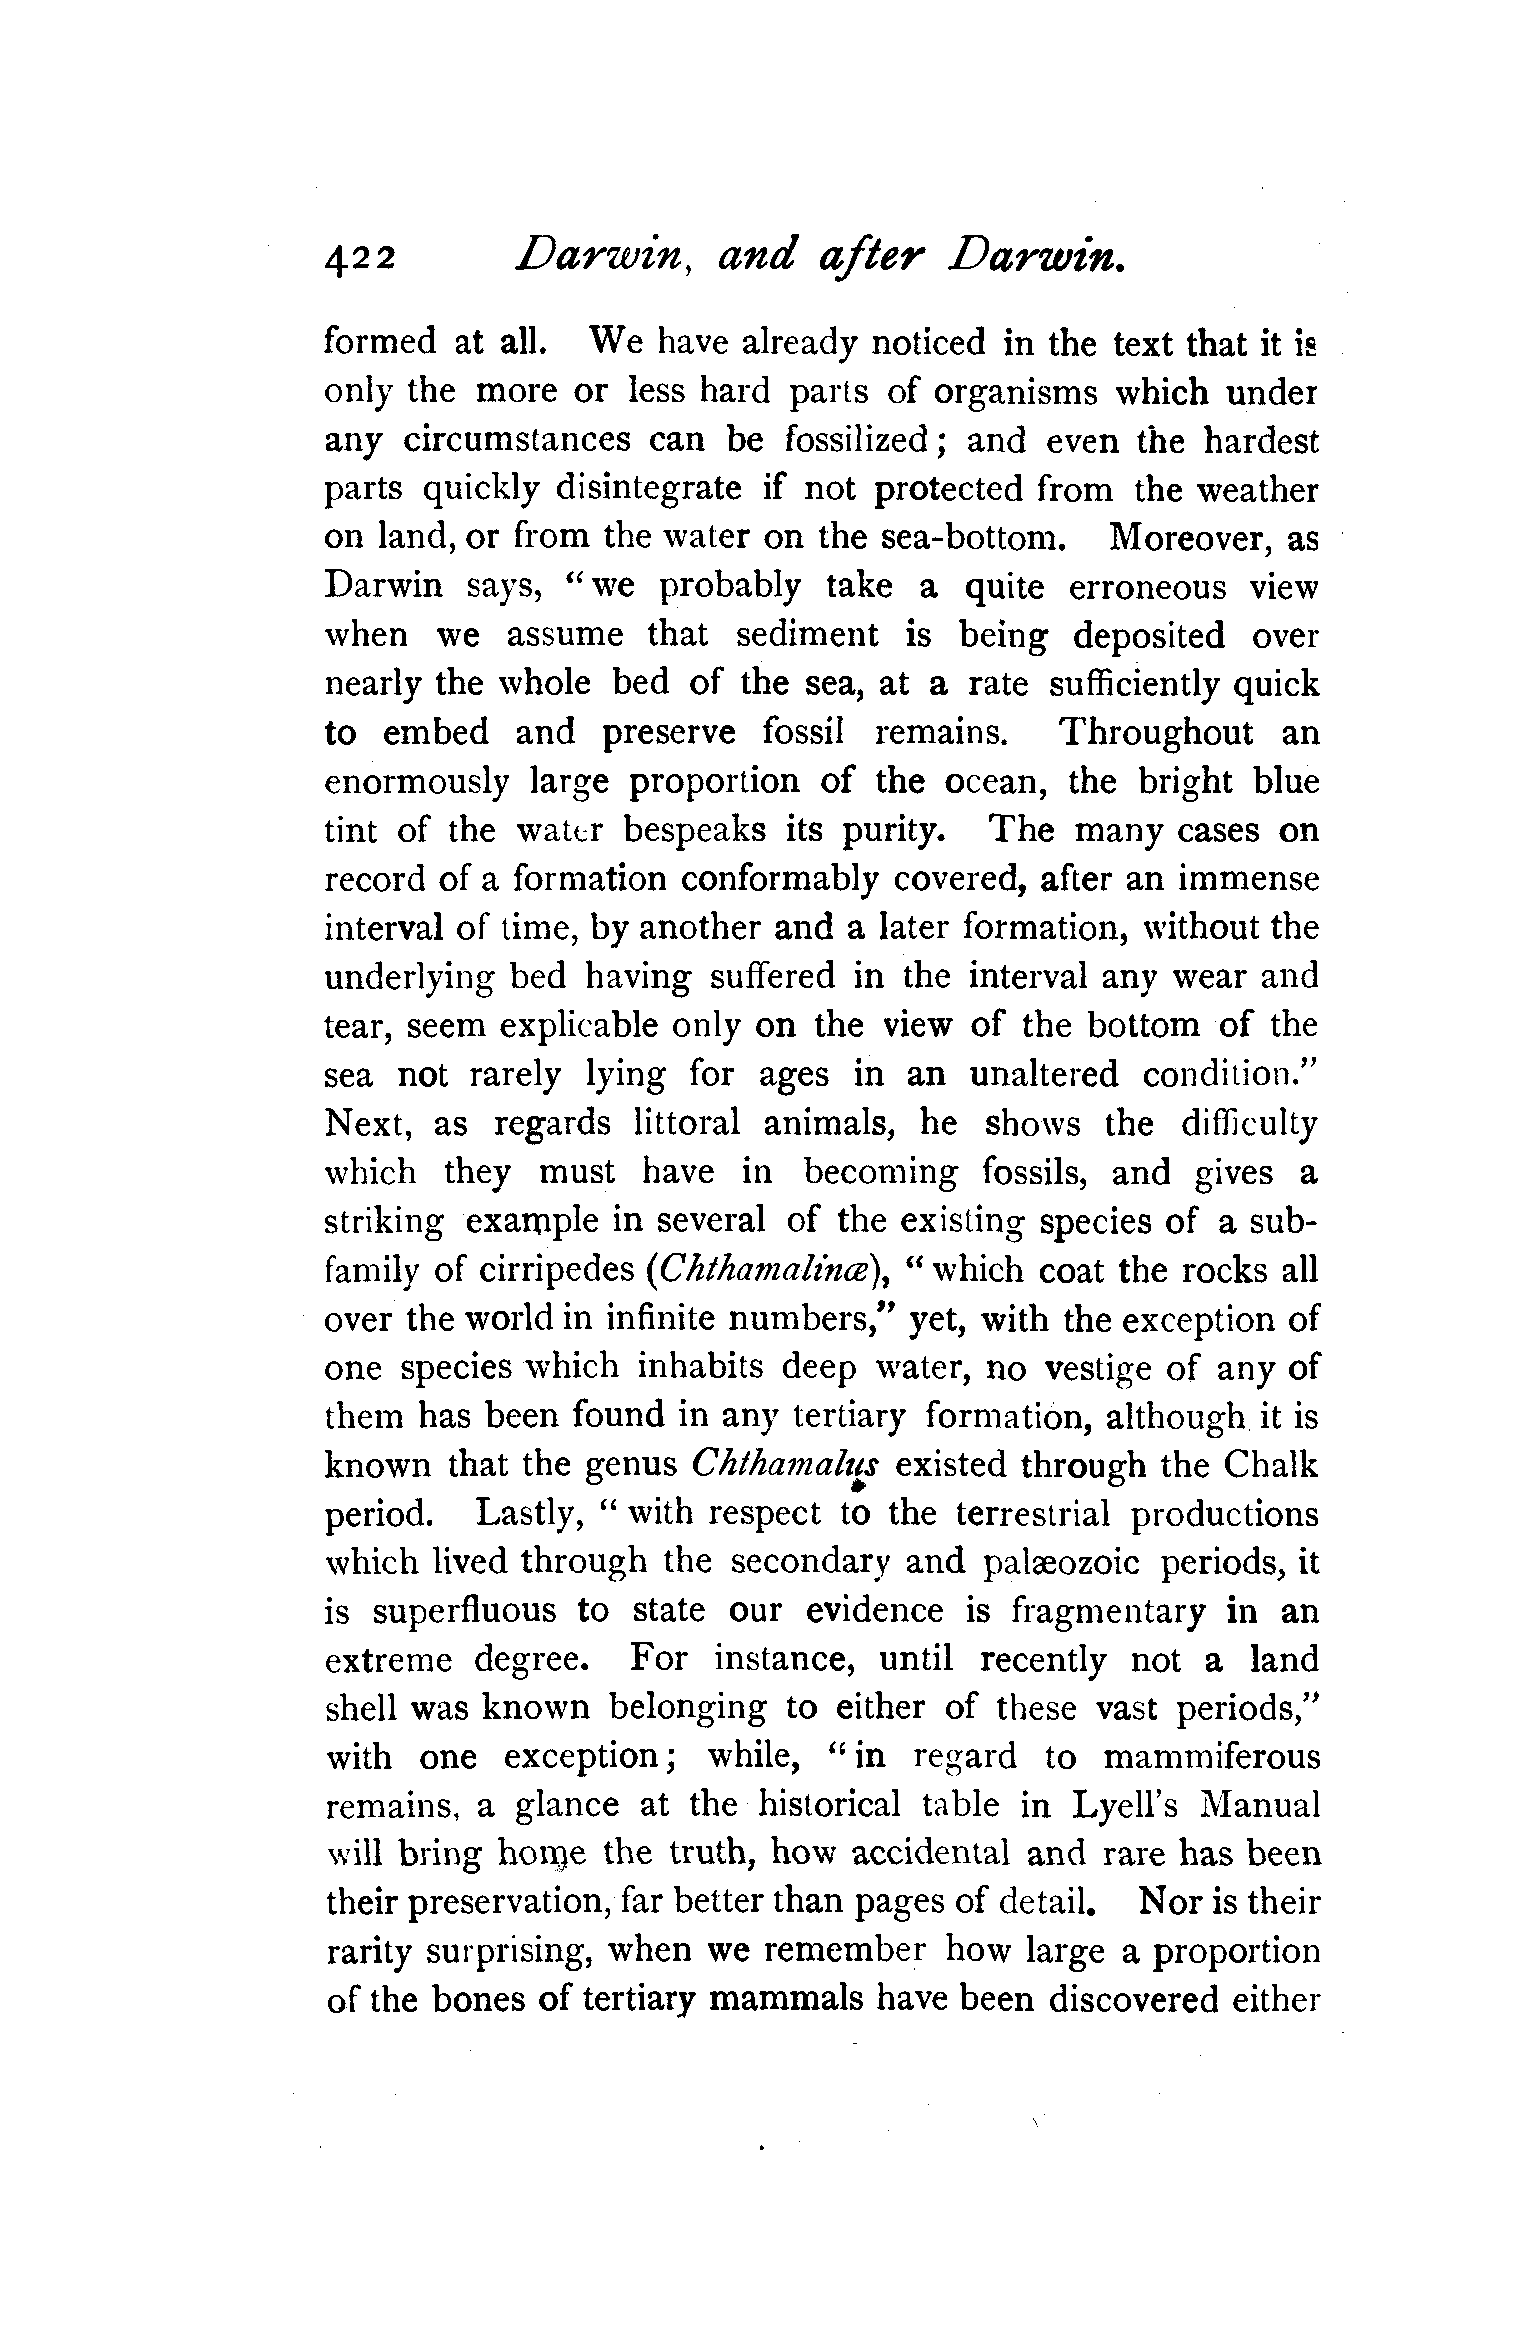 422 Darwin, and after Darwin.
formed at all. We have already noticed in the text that it is
only the more or less hard parts of organisms which under
any circumstances can be fossilized; and even the hardest
parts quickly disintegrate if not protected from the weather
on land, or from the water on the sea-bottom. Moreover, as
Darwin says, “we probably take a quite erroneous view
when we assume that sediment is being deposited over
nearly the whole bed of the sea, at a rate sufficiently quick
to embed and preserve fossil remains. Throughout an
enormously large proportion of the ocean, the bright blue
tint of the water bespeaks its purity. The many cases on
record of a formation conformably covered, after an immense
interval of time, by another and a later formation, without the
underlying bed having suffered in the interval any wear and
tear, seem explicable only on the view of the bottom of the
sea not rarely lying for ages in an unaltered condition.”
Next, as regards littoral animals, he shows the difficulty
which they must have in becoming fossils, and gives a
striking example in several of the existing species of a sub-
family of cirripedes (Chthamalinæ), “which coat the rocks all
over the world in infinite numbers,” yet, with the exception of
one species which inhabits deep water, no vestige of any of
them has been found in any tertiary formation, although it is
known that the genus Chthamalus existed through the Chalk
period. Lastly, “with respect to the terrestrial productions
which lived through the secondary and palæozoic periods, it
is superfluous to state our evidence is fragmentary in an
extreme degree. For instance, until recently not a land
shell was known belonging to either of these vast periods,”
with one exception; while, “in regard to mammiferous
remains, a glance at the historical table in Lyell’s Manual
will bring home the truth, how accidental and rare has been
their preservation, far better than pages of detail. Nor is their
rarity surprising, when we remember how large a proportion
of the bones of tertiary mammals have been discovered either